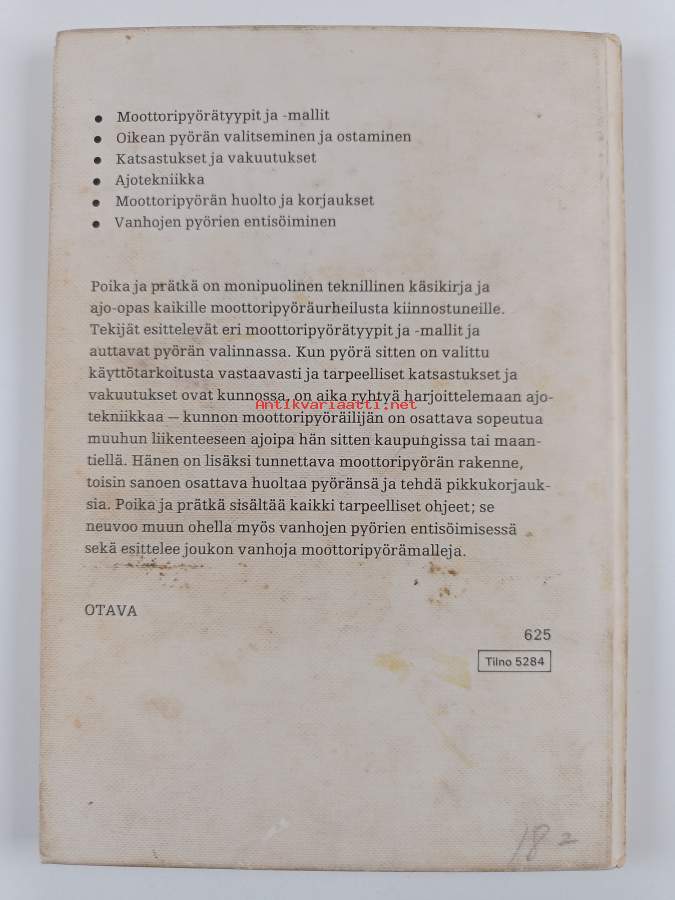 ● Moottoripyörätyypit ja -mallit
● Oikean pyörän valitseminen ja ostaminen
● Katsastukset ja vakuutukset
● Ajotekniikka
● Moottoripyörän huolto ja korjaukset
● Vanhojen pyörien entisöiminen
Poika ja prätkä on monipuolinen teknillinen käsikirja ja
ajo-opas kaikille moottoripyöräurheilusta kiinnostuneille.
Tekijät esittelevät eri moottoripyörätyypit ja -mallit ja
auttavat pyörän valinnassa. Kun pyörä sitten on valittu
käyttötarkoitusta vastaavasti ja tarpeelliset katsastukset ja
vakuutukset ovat kunnossa, on aika ryhtyä harjoittelemaan ajo-
Antikvariaatti.net
tekniikkaa — kunnon moottoripyöräilijän on osattava sopeutua
muuhun liikenteeseen ajoipa hän sitten kaupungissa tai maan-
tiellä. Hänen on lisäksi tunnettava moottoripyörän rakenne,
toisin sanoen osattava huoltaa pyöränsä ja tehdä pikkukorjauk-
sia. Poika ja prätkä sisältää kaikki tarpeelliset ohjeet; se
neuvoo muun ohella myös vanhojen pyörien entisöimisessä
sekä esittelee joukon vanhoja moottoripyörämalleja.
OTAVA
625
Tilno 5284
18 2